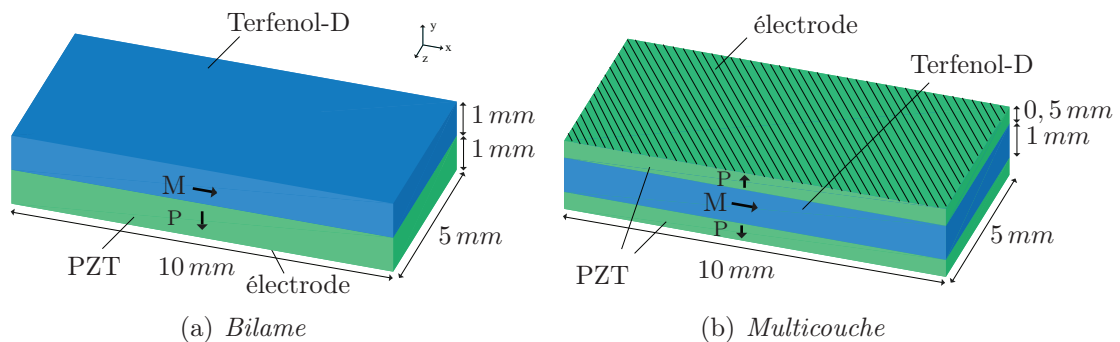 Terfenol-D
y
x
z
1 mm
1 mm
M
P
5 mm
PZT
10 mm
électrode
(a) Bilame
électrode
Terfenol-D
0, 5 mm
1 mm
P
M
P
5 mm
PZT
10 mm
(b) Multicouche